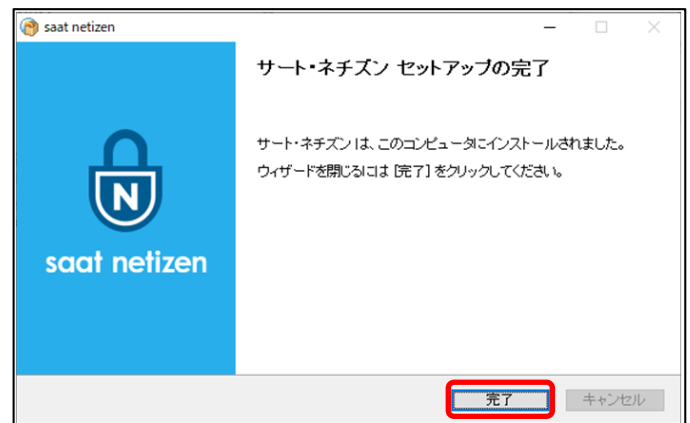 saat netizen
サート・ネチズン セットアップの完了
サート・ネチズン は、このコンピュータにインストールされました。
ウィザードを閉じるには [完了] をクリックしてください。
N
saat netizen
完了
キャンセル